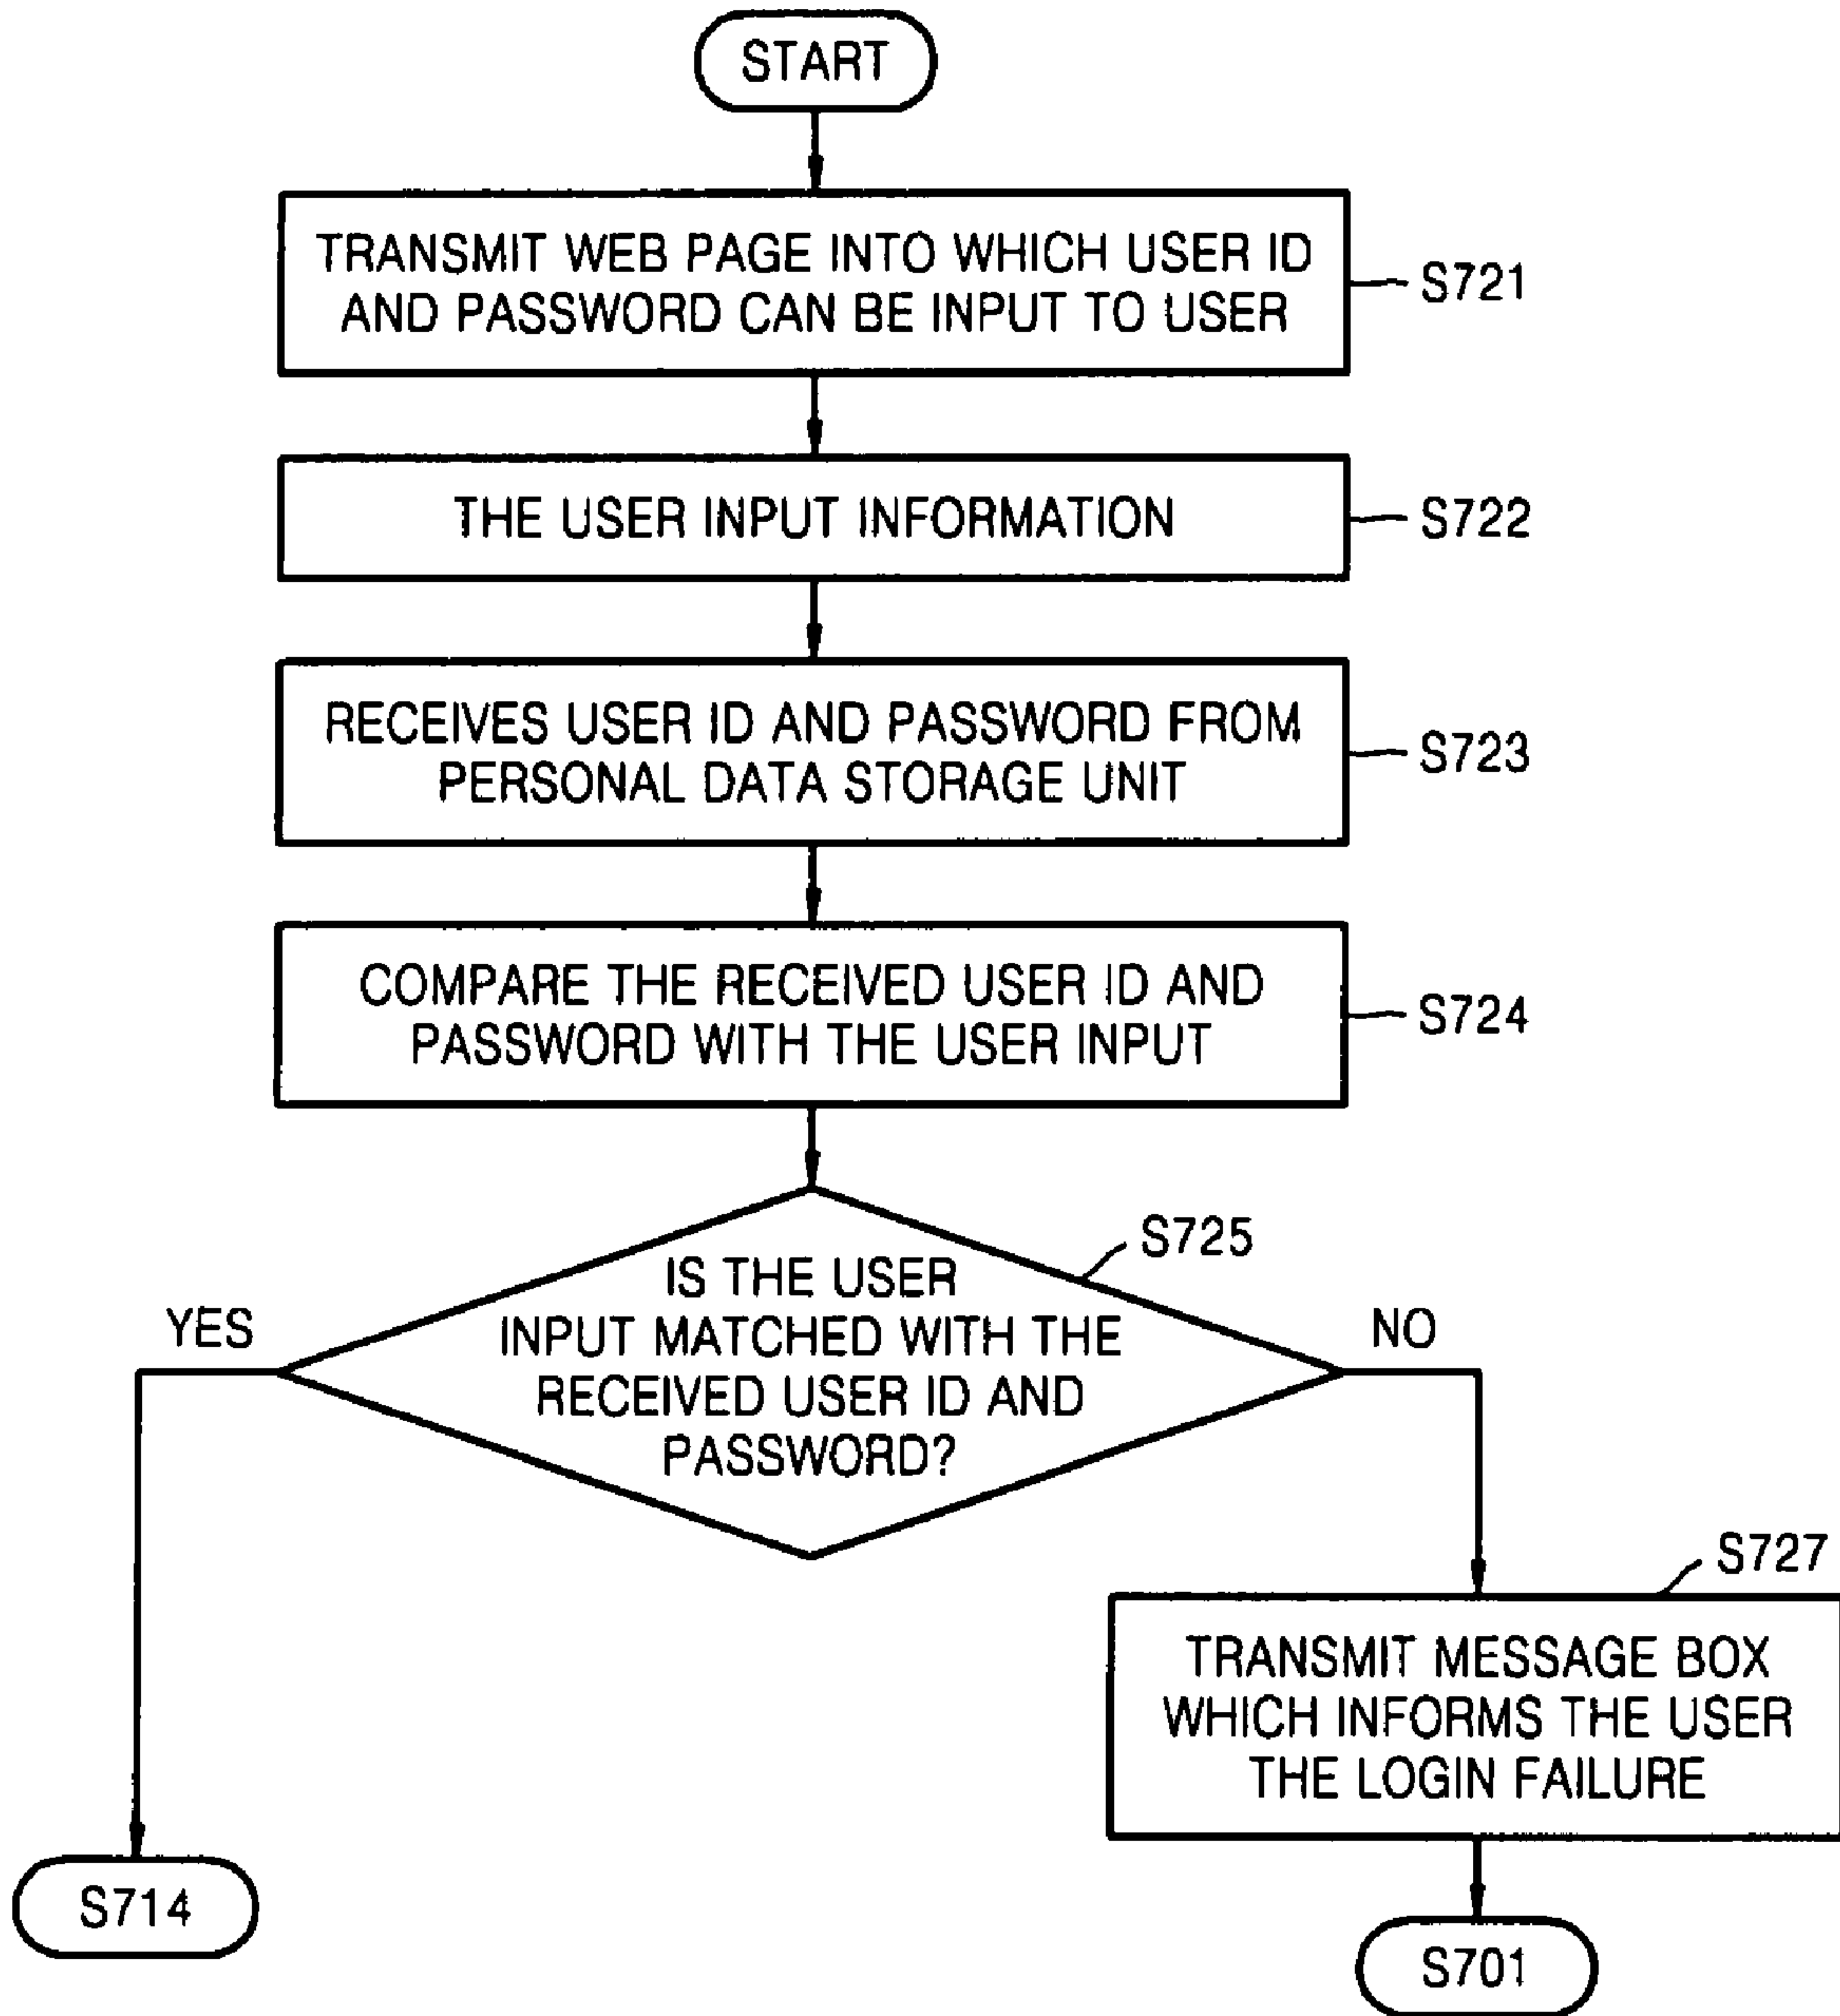 START
TRANSMIT WEB PAGE INTO WHICH USER ID
AND PASSWORD CAN BE INPUT TO USER
S721
THE USER INPUT INFORMATION
S722
RECEIVES USER ID AND PASSWORD FROM
PERSONAL DATA STORAGE UNIT
S723
COMPARE THE RECEIVED USER ID AND
PASSWORD WITH THE USER INPUT
S724
S725
IS THE USER
INPUT MATCHED WITH THE
RECEIVED USER ID AND
PASSWORD?
YES
NO
S727
TRANSMIT MESSAGE BOX
WHICH INFORMS THE USER
THE LOGIN FAILURE
S714
S701